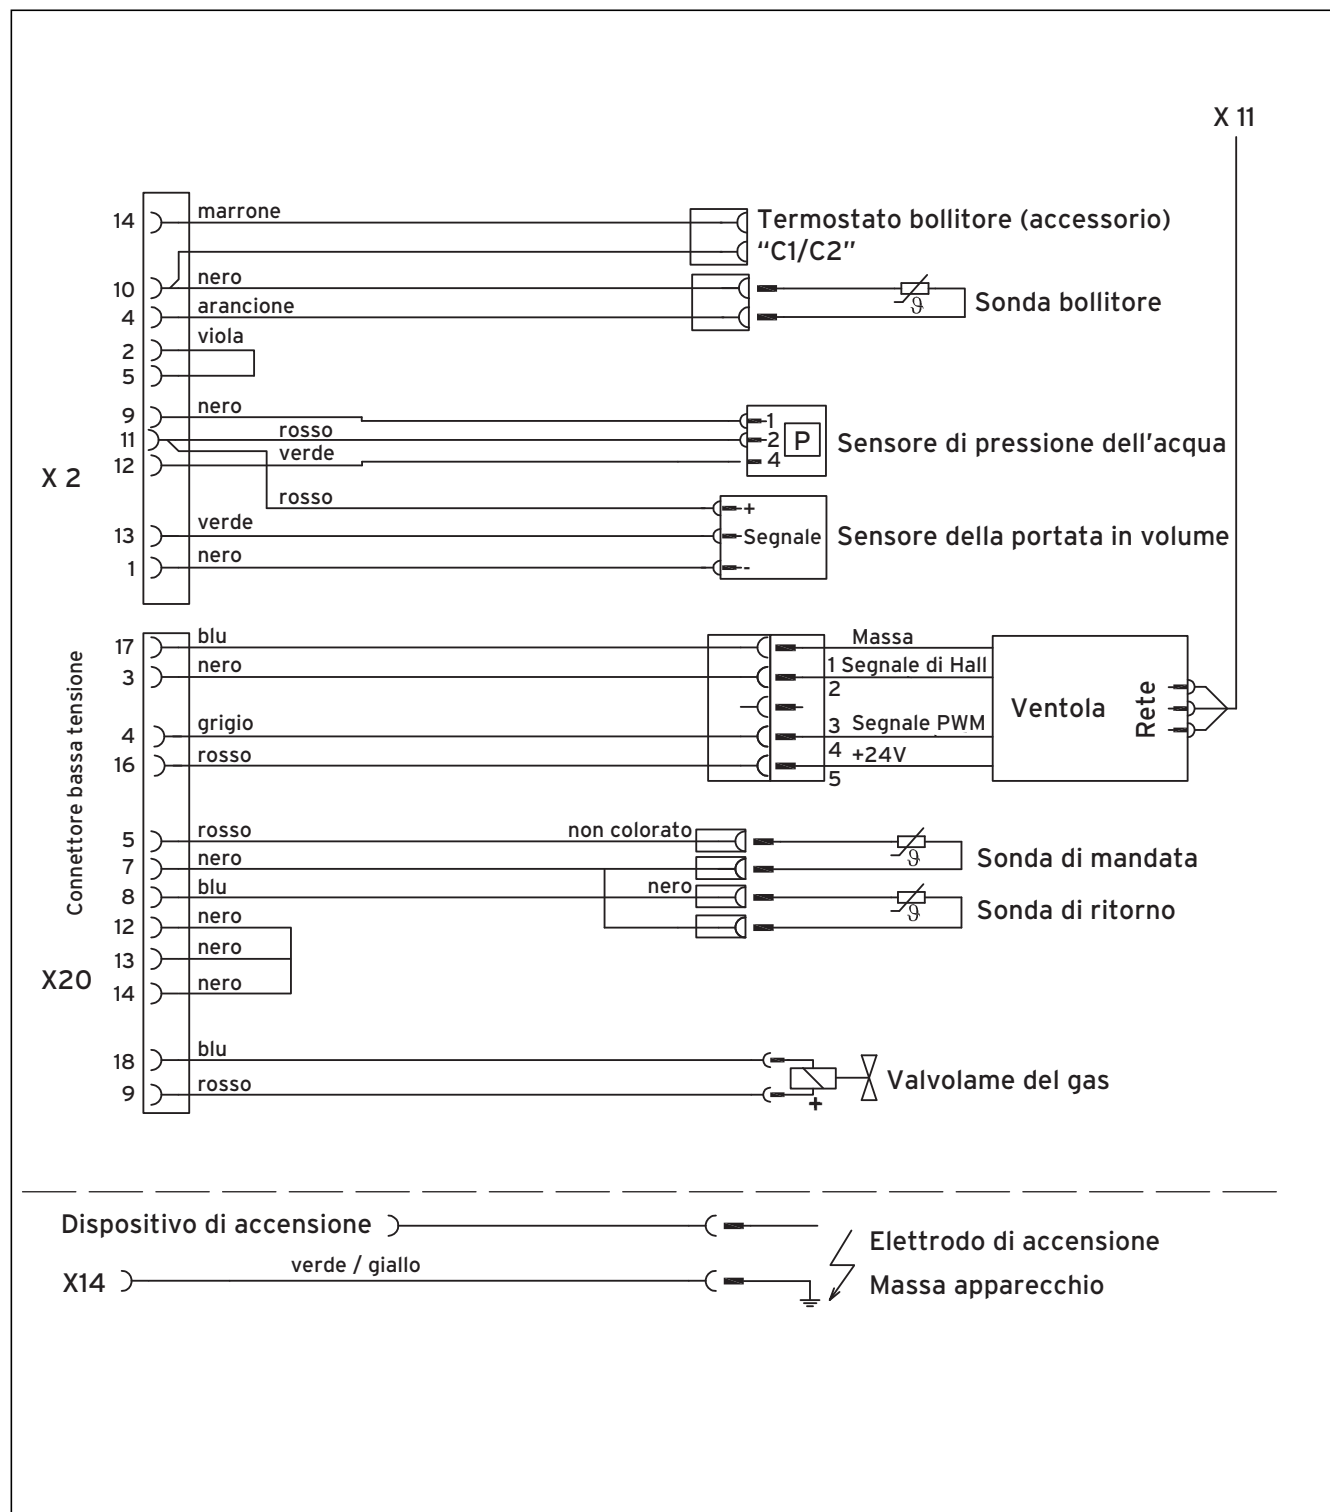 X 11
14 marrone
Termostato bollitore (accessorio)
“C1/C2”
10 nero
4 arancione
ϑ
Sonda bollitore
2 viola
5
9 nero
1
11 rosso
2 P
Sensore di pressione dell'acqua
12 verde
4
X 2
rosso
+
13 verde
Segnale
Sensore della portata in volume
1 nero
-
Connettore bassa tensione
17 blu
Massa
3 nero
1 Segnale di Hall
2
Ventola
Rete
4 grigio
3 Segnale PWM
16 rosso
4 +24V
5
5 rosso
non colorato
ϑ
Sonda di mandata
7 nero
8 blu
nero
ϑ
Sonda di ritorno
12 nero
13 nero
X20
14 nero
18 blu
Valvolame del gas
9 rosso
+
Dispositivo di accensione
Elettrodo di accensione
X14
verde / giallo
Massa apparecchio